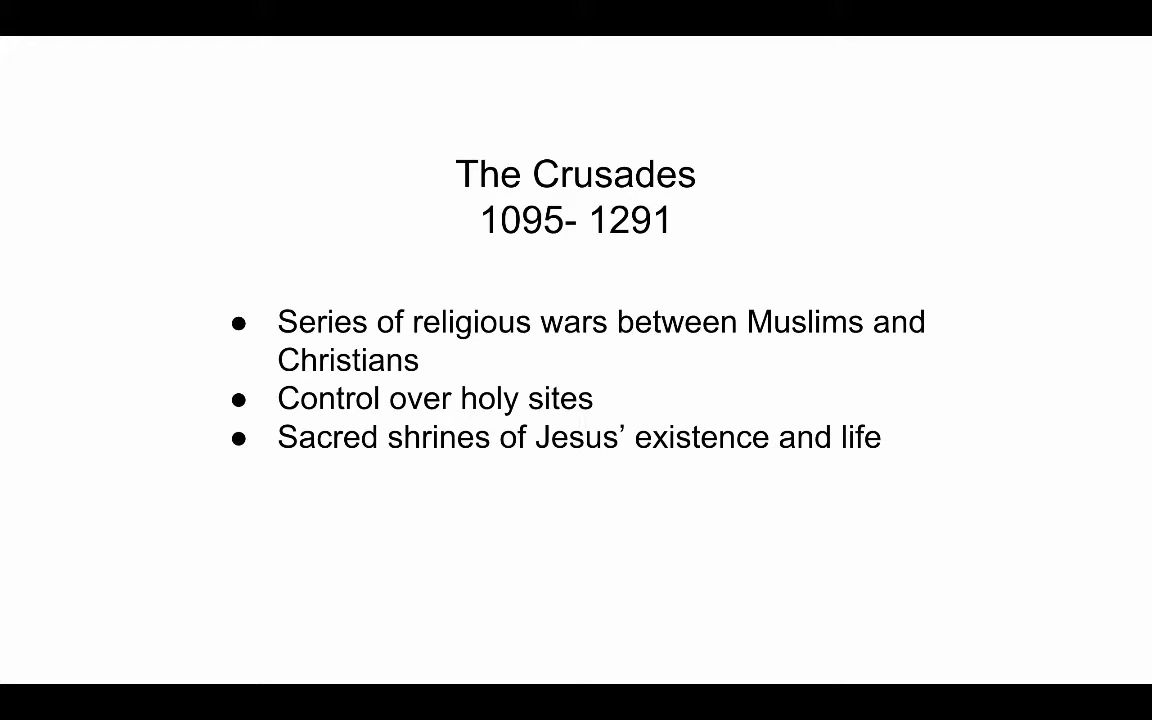 The Crusades
1095- 1291
● Series of religious wars between Muslims and
Christians
● Control over holy sites
● Sacred shrines of Jesus’ existence and life